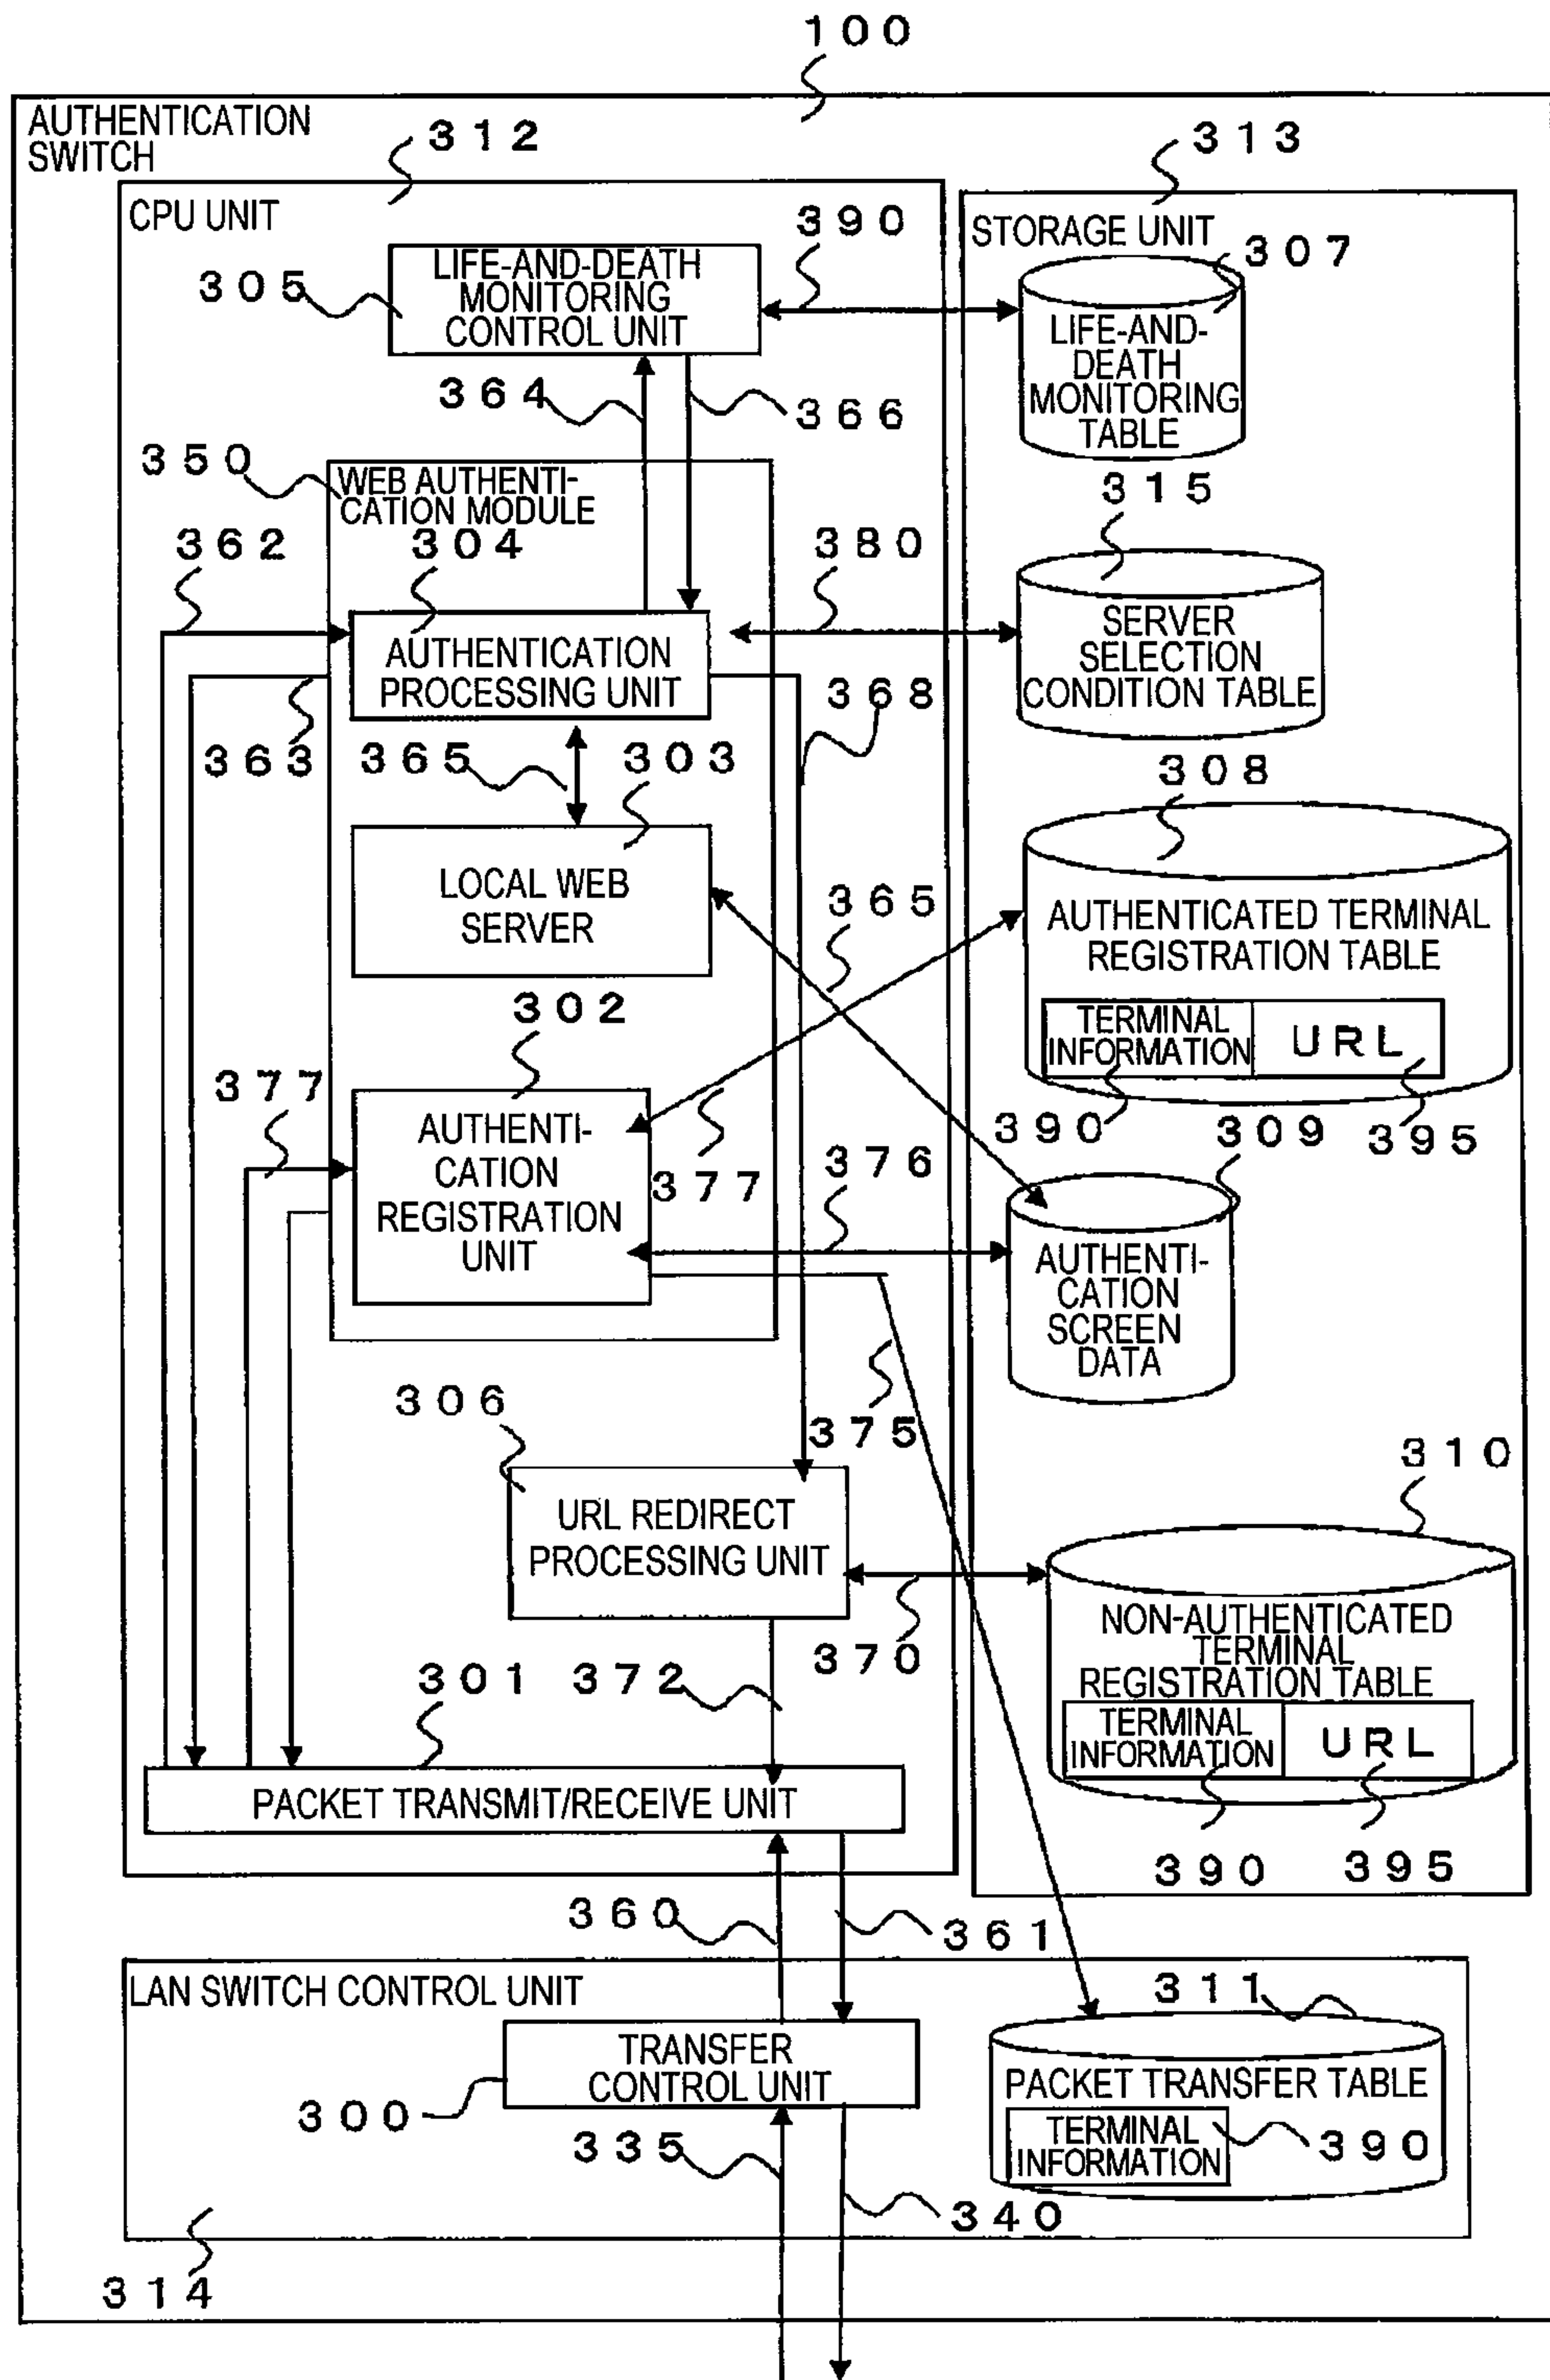 100
AUTHENTICATION
SWITCH
312
313
CPU UNIT
STORAGE UNIT
390
307
305
LIFE-AND-DEATH
MONITORING
CONTROL UNIT
LIFE-AND-
DEATH
MONITORING
TABLE
364
366
350
WEB AUTHENTI-
CATION MODULE
315
362
304
380
AUTHENTICATION
PROCESSING UNIT
SERVER
SELECTION
CONDITION TABLE
368
363
365
303
308
LOCAL WEB
SERVER
365
AUTHENTICATED TERMINAL
REGISTRATION TABLE
302
TERMINAL
INFORMATION
URL
377
390
309
395
AUTHENTI-
CATION
REGISTRATION
UNIT
377
376
AUTHENTI-
CATION
SCREEN
DATA
306
375
310
URL REDIRECT
PROCESSING UNIT
370
NON-AUTHENTICATED
TERMINAL
REGISTRATION TABLE
301
372
TERMINAL
INFORMATION
URL
PACKET TRANSMIT/RECEIVE UNIT
390
395
360
361
LAN SWITCH CONTROL UNIT
311
TRANSFER
CONTROL UNIT
PACKET TRANSFER TABLE
300
335
TERMINAL
INFORMATION
390
340
314